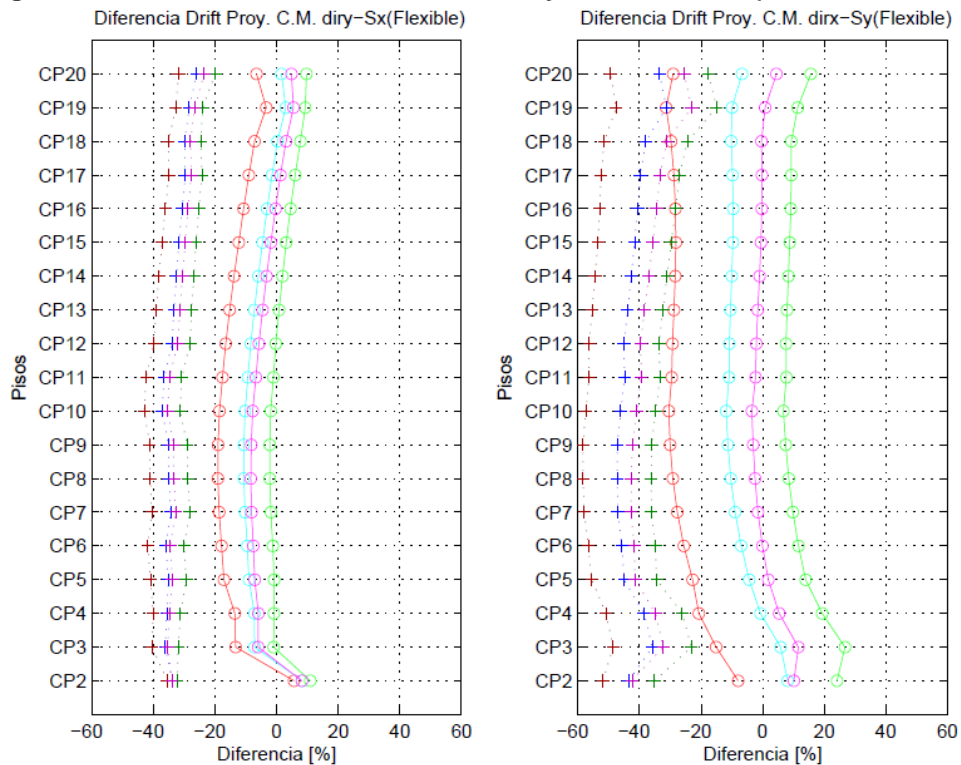 Diferencia Drift Proy. C.M. diry−Sx(Flexible)
CP20
CP19
CP18
CP17
CP16
CP15
CP14
CP13
CP12
CP11
CP10
CP9
CP8
CP7
CP6
CP5
CP4
CP3
CP2
Pisos
−60 −40 −20 0 20 40 60
Diferencia [%]
Diferencia Drift Proy. C.M. dirx−Sy(Flexible)
CP20
CP19
CP18
CP17
CP16
CP15
CP14
CP13
CP12
CP11
CP10
CP9
CP8
CP7
CP6
CP5
CP4
CP3
CP2
Pisos
−60 −40 −20 0 20 40 60
Diferencia [%]